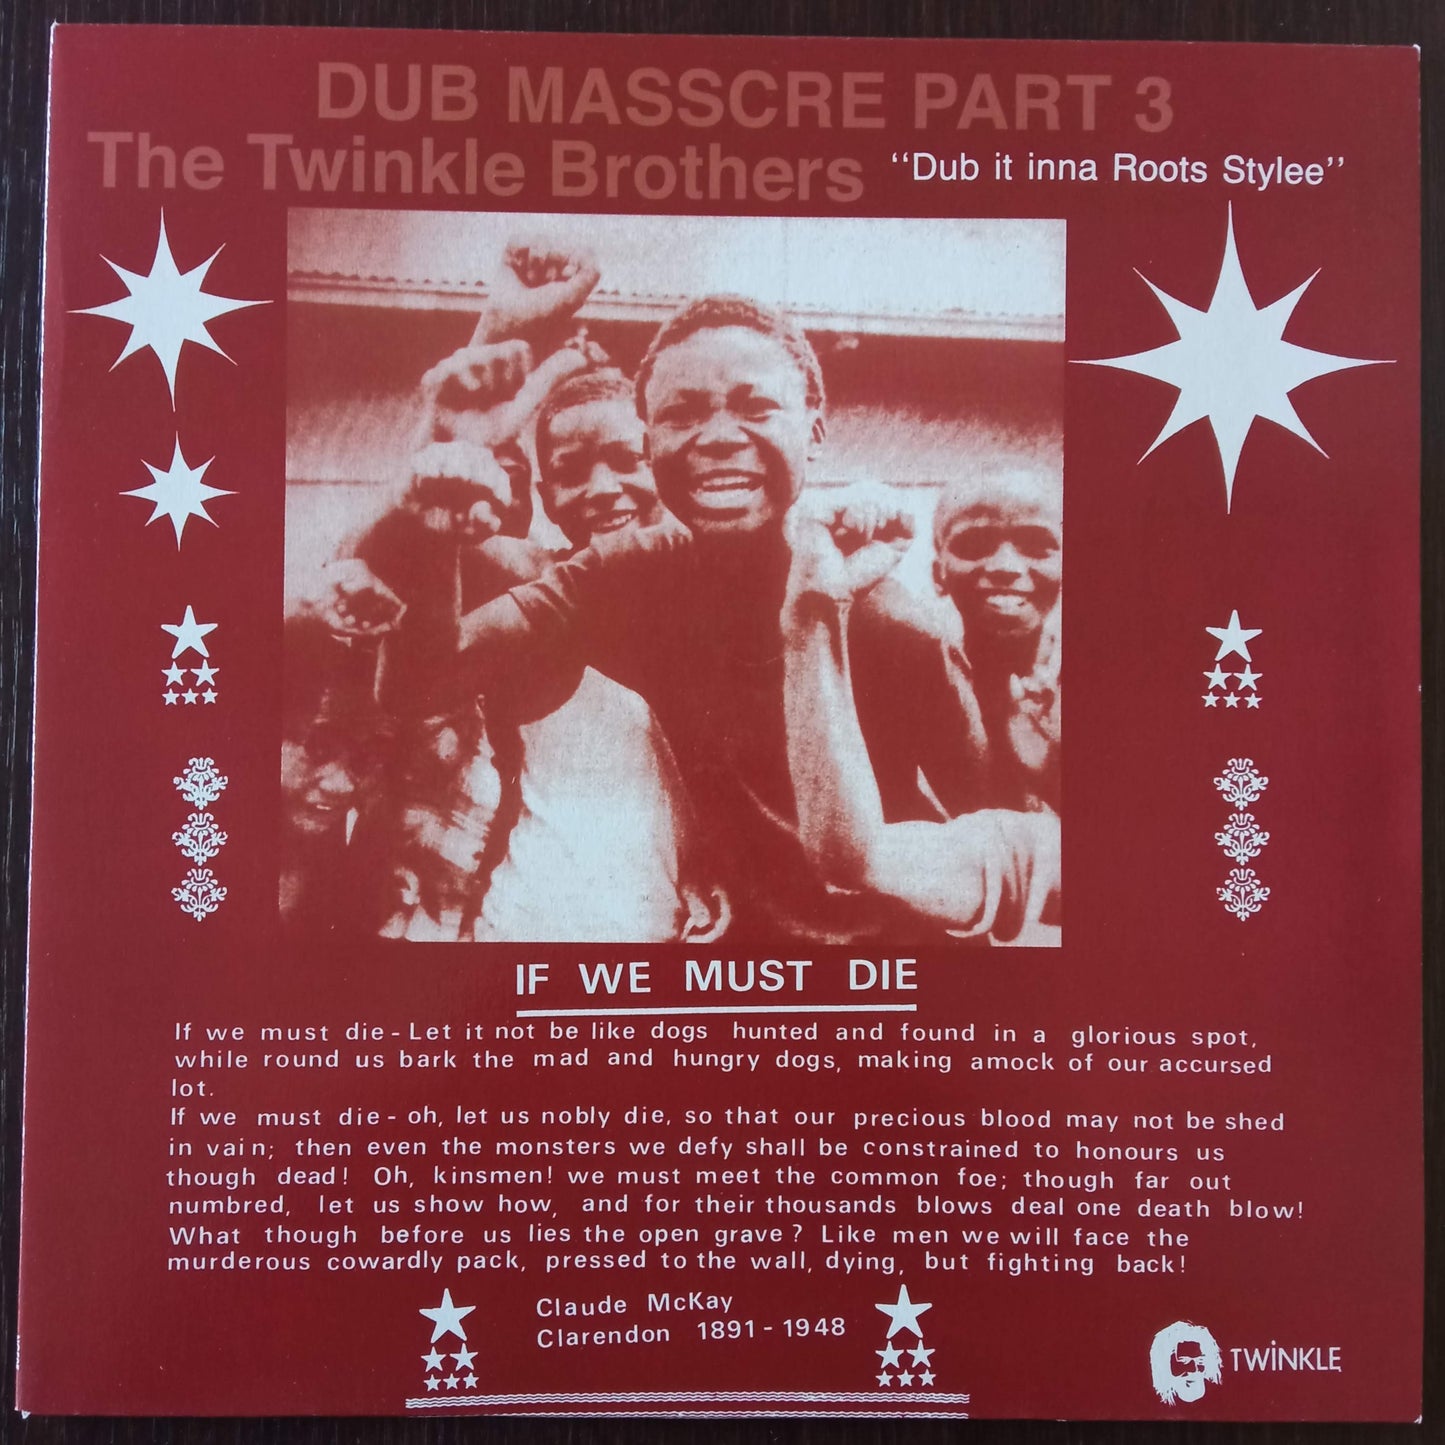 DUB MASSCRE PART 3
The Twinkle Brothers "Dub it inna Roots Stylee"
IF WE MUST DIE
If we must die - Let it not be like dogs hunted and found in a glorious spot,
while round us bark the mad and hungry dogs, making amock of our accursed
lot.
If we must die - oh, let us nobly die, so that our precious blood may not be shed
in vain; then even the monsters we defy shall be constrained to honours us
though dead! Oh, kinsmen! we must meet the common foe; though far out
numbred, let us show how, and for their thousands blows deal one death blow!
What though before us lies the open grave? Like men we will face the
murderous cowardly pack, pressed to the wall, dying, but fighting back!
Claude McKay
Clarendon 1891 - 1948
TWİNKLE